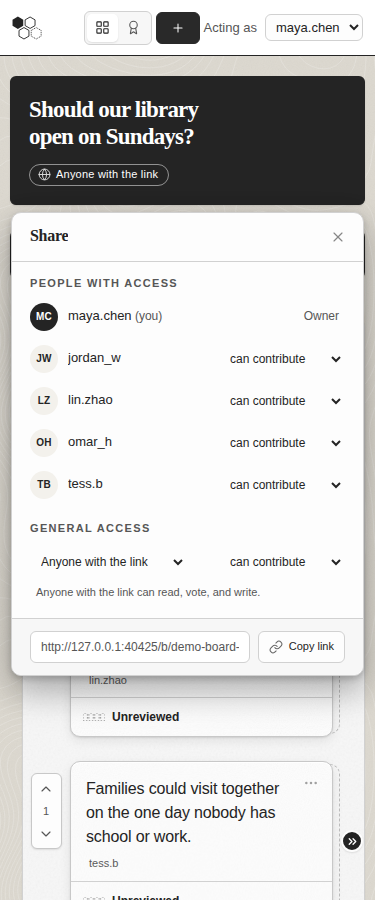 Acting as maya.chen
Should our library
open on Sundays?
Anyone with the link
Share
PEOPLE WITH ACCESS
MC maya.chen (you) Owner
JW jordan_w can contribute
LZ lin.zhao can contribute
OH omar_h can contribute
TB tess.b can contribute
GENERAL ACCESS
Anyone with the link can contribute
Anyone with the link can read, vote, and write.
http://127.0.0.1:40425/b/demo-board- Copy link
lin.zhao
Unreviewed
Families could visit together
on the one day nobody has
school or work.
1
tess.b
Unreviewed